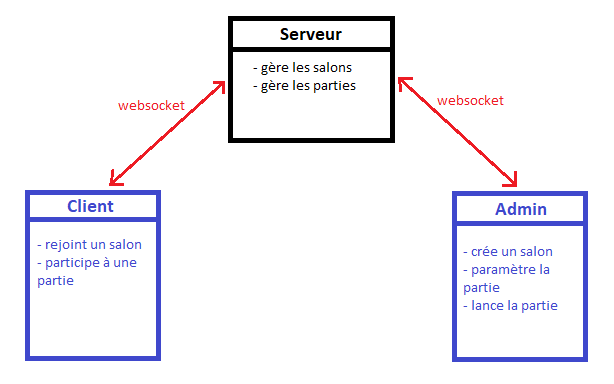 Serveur
- gère les salons
- gère les parties
websocket
websocket
Client
- rejoint un salon
- participe à une
partie
Admin
- crée un salon
- paramètre la
partie
- lance la partie